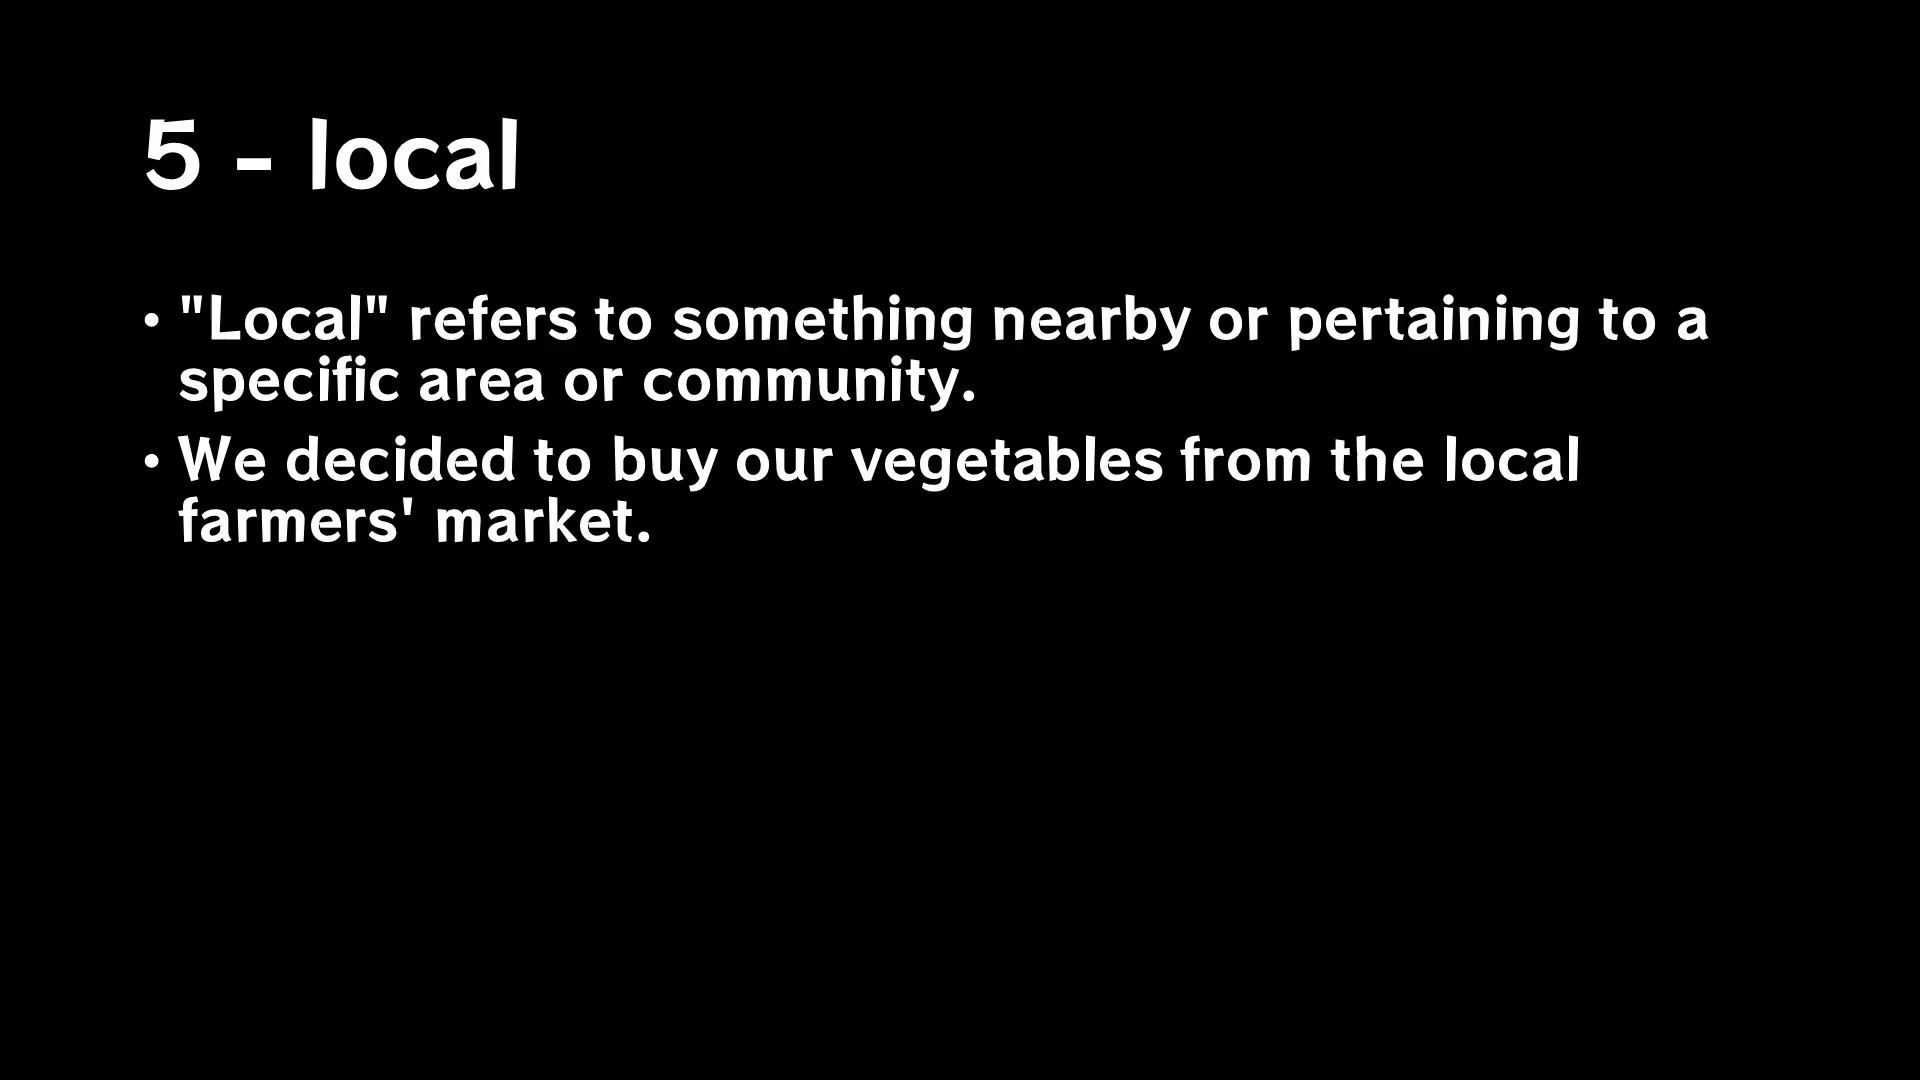 5 - local
• "Local" refers to something nearby or pertaining to a
specific area or community.
• We decided to buy our vegetables from the local
farmers' market.